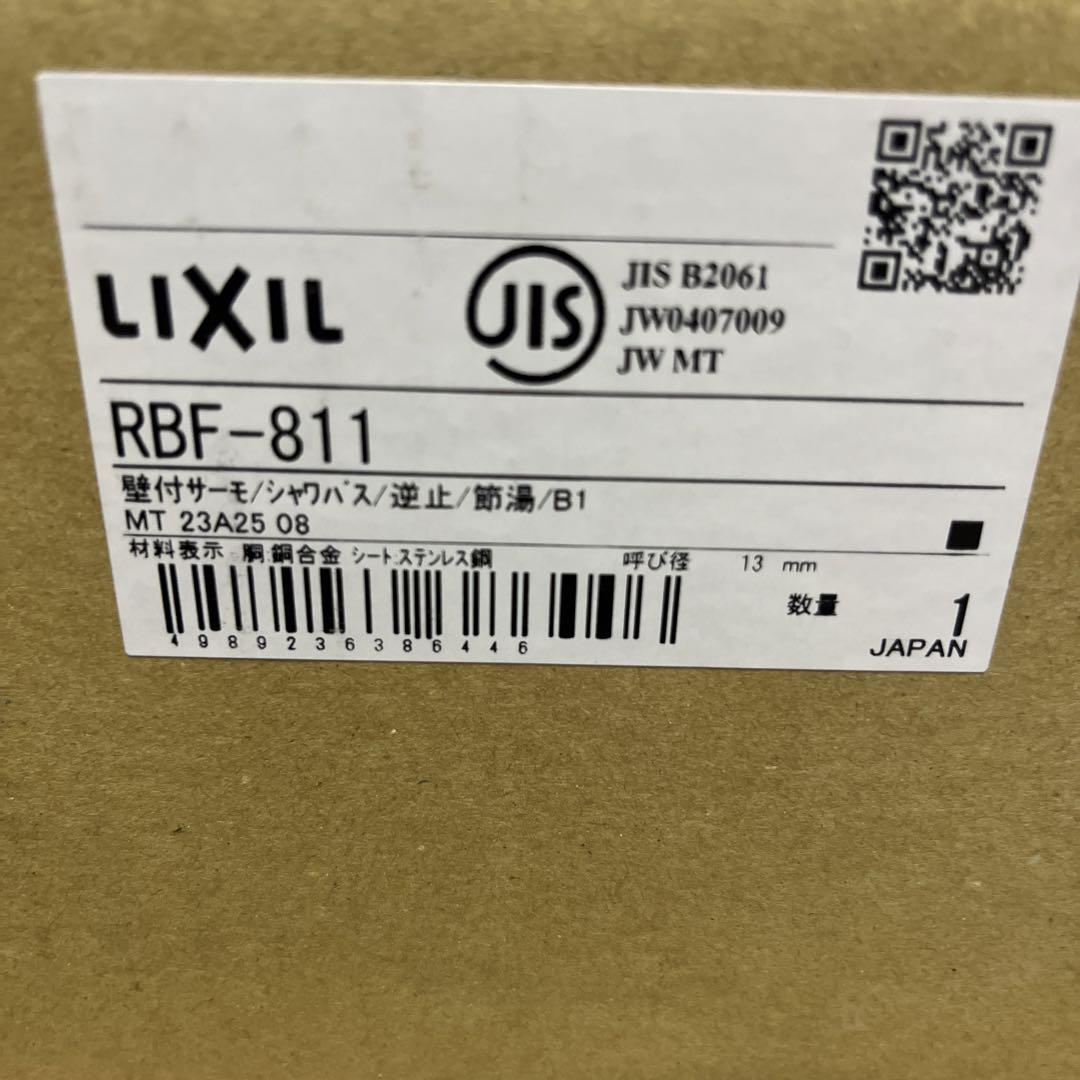 LIXIL
JIS
JIS B2061
JW0407009
JW MT
RBF-811
壁付サーモ/シャワバス/逆止/節湯/B1
MT 23A25 08
材料表示 胴:銅合金 シート:ステンレス鋼 呼び径 13 mm
数量 1
4989236386446
JAPAN